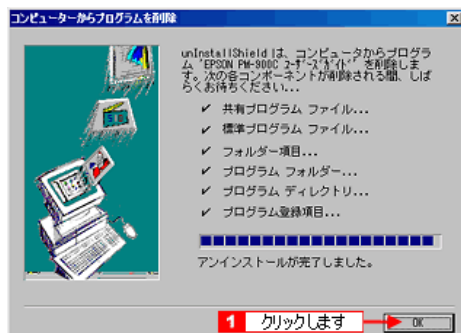 コンピューターからプログラムを削除
unInstallShield は、コンピュータからプログラ
ム 'EPSON PM-900C ユーザーズガイド' を削除しま
す。次の各コンポーネントが削除される間、しば
らくお待ちください...
✓ 共有プログラム ファイル...
✓ 標準プログラム ファイル...
✓ フォルダー項目...
✓ プログラム フォルダー...
✓ プログラム ディレクトリ...
✓ プログラム登録項目...
アンインストールが完了しました。
1 クリックします
OK